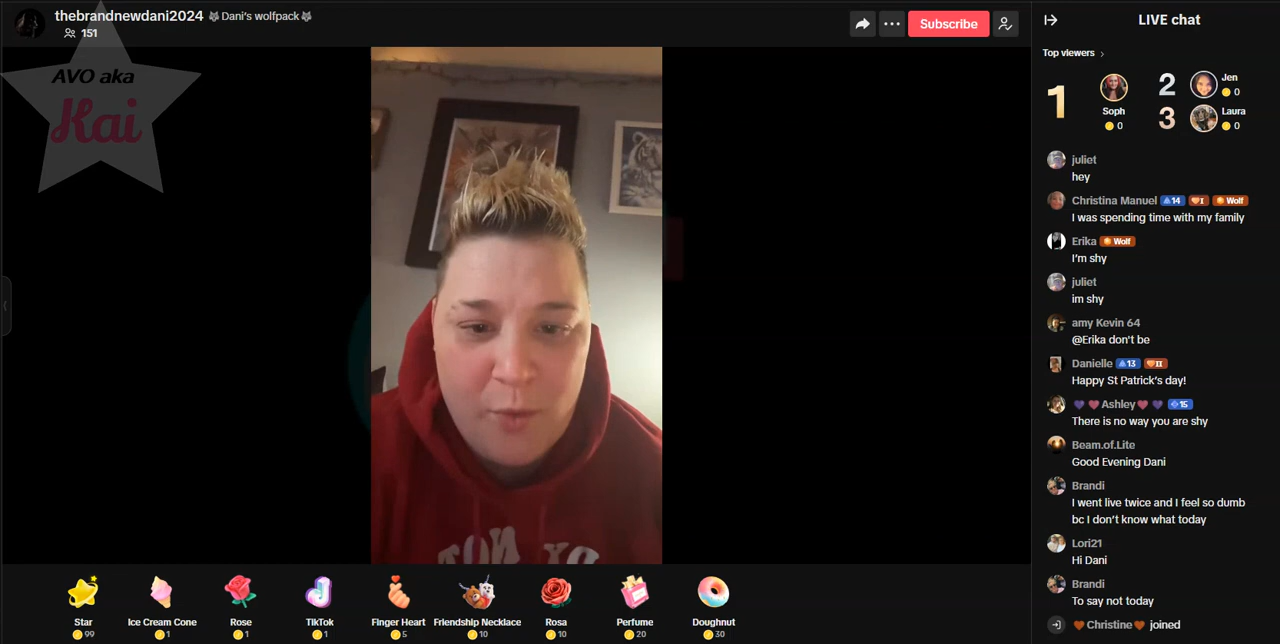 thebrandnewdani2024 🐺Dani's wolfpack🐺
151
Subscribe
AVO aka
Kai
LIVE chat
Top viewers
1
Soph
0
2
Jen
0
3
Laura
0
juliet
hey
Christina Manuel 14 I Wolf
I was spending time with my family
Erika Wolf
I'm shy
juliet
im shy
amy Kevin 64
@Erika don't be
Danielle 13 II
Happy St Patrick's day!
💜❤Ashley❤💜 15
There is no way you are shy
Beam.of.Lite
Good Evening Dani
Brandi
I went live twice and I feel so dumb
bc I don't know what today
Lori21
Hi Dani
Brandi
To say not today
🧡Christine🧡 joined
Star
99
Ice Cream Cone
1
Rose
1
TikTok
1
Finger Heart
5
Friendship Necklace
10
Rosa
10
Perfume
20
Doughnut
30